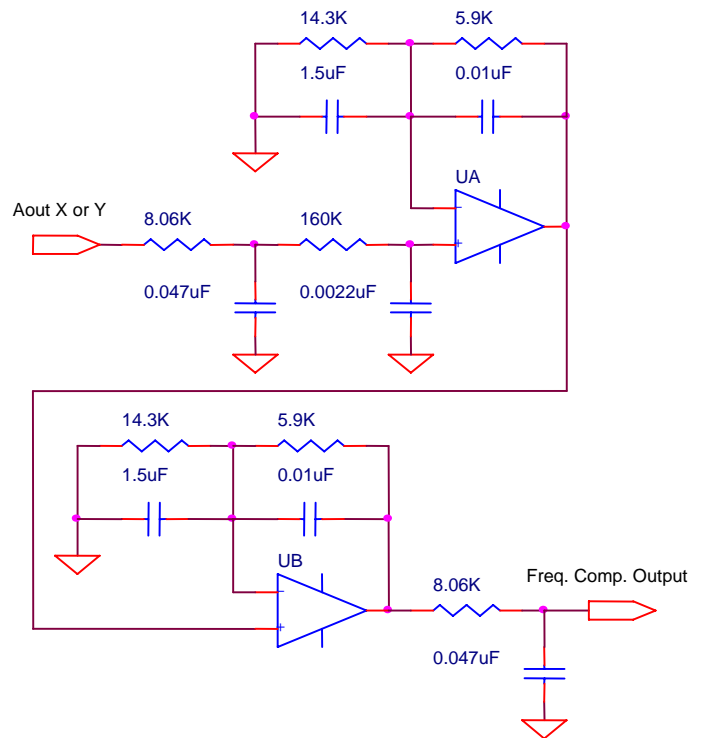 14.3K 5.9K
1.5uF 0.01uF
UA
Aout X or Y
8.06K 160K
-
+
0.047uF 0.0022uF
14.3K 5.9K
1.5uF 0.01uF
UB
Freq. Comp. Output
8.06K
-
+
0.047uF